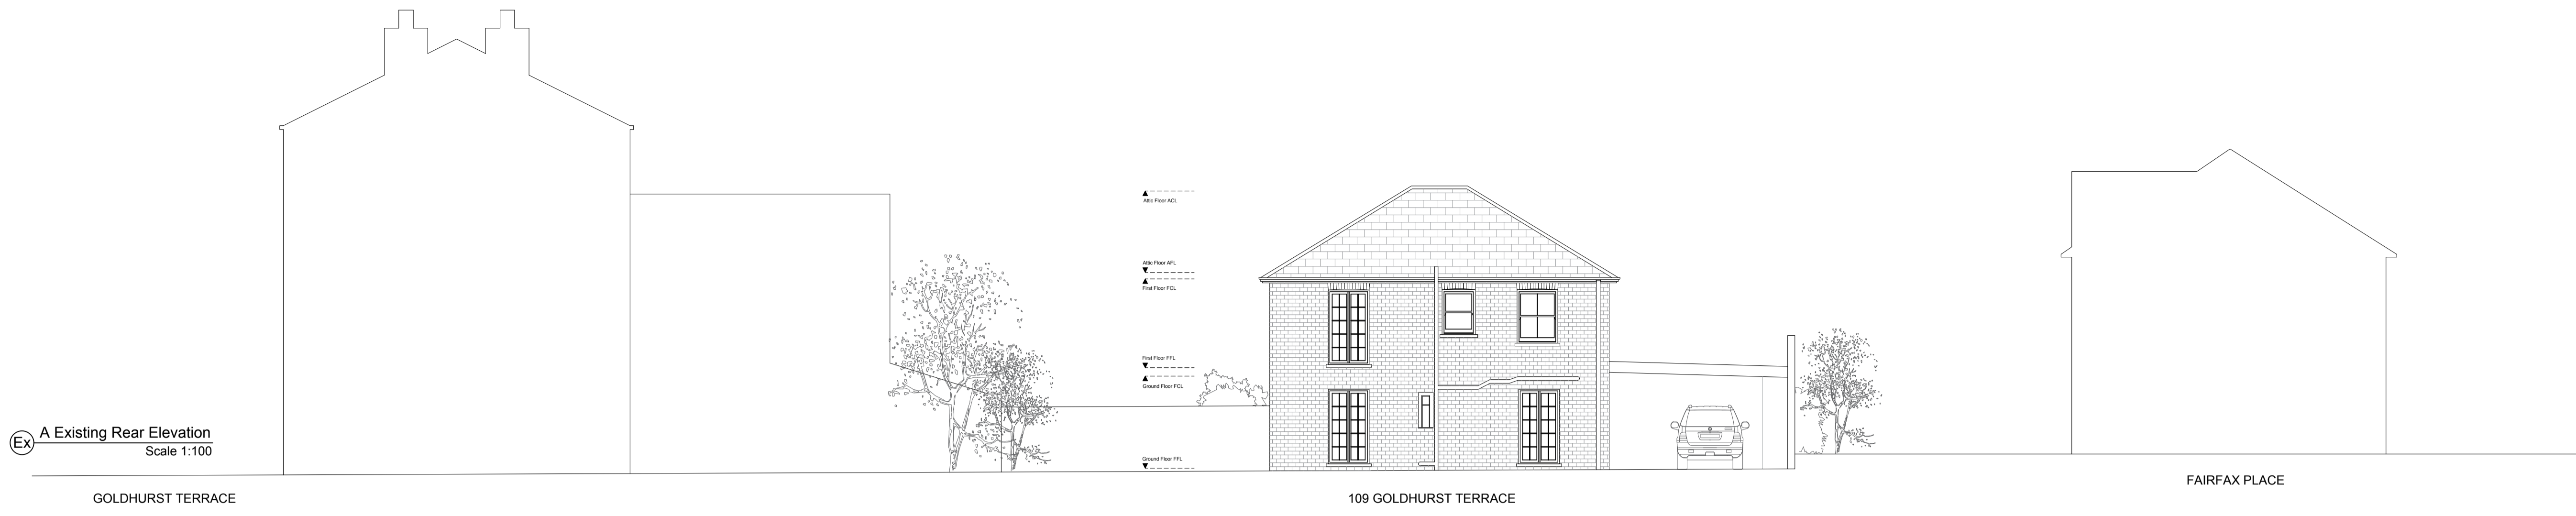 Attic Floor ACL
Attic Floor AFL
First Floor FCL
First Floor FFL
Ground Floor FCL
Ground Floor FFL
Ex
A Existing Rear Elevation
Scale 1:100
GOLDHURST TERRACE
109 GOLDHURST TERRACE
FAIRFAX PLACE